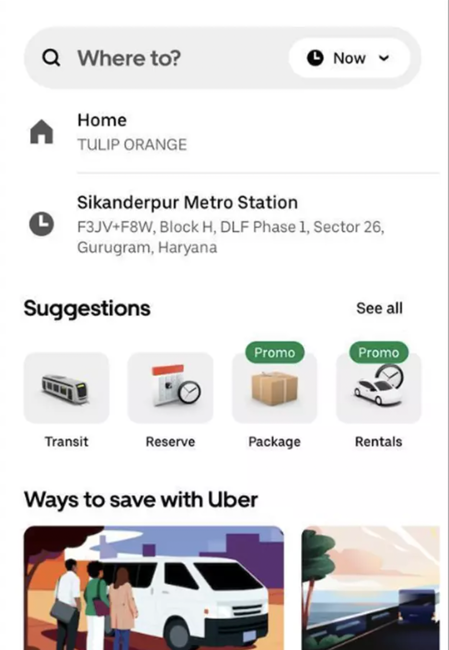 Where to?
Now
Home
TULIP ORANGE
Sikanderpur Metro Station
F3JV+F8W, Block H, DLF Phase 1, Sector 26,
Gurugram, Haryana
Suggestions
See all
Promo
Promo
Transit
Reserve
Package
Rentals
Ways to save with Uber